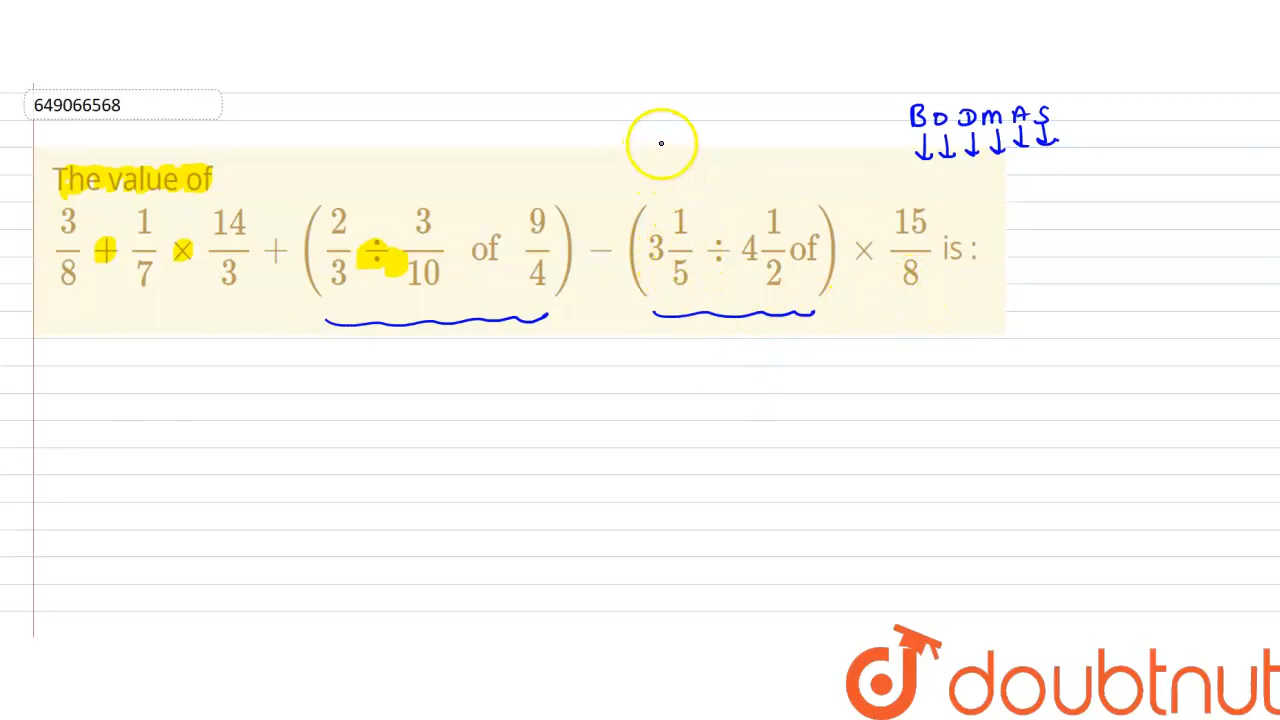 649066568
B O D M A S
The value of
3/8 + 1/7 × 14/3 + (2/3 ÷ 3/10 of 9/4) − (3 1/5 ÷ 4 1/2 of) × 15/8 is :
doubtnut